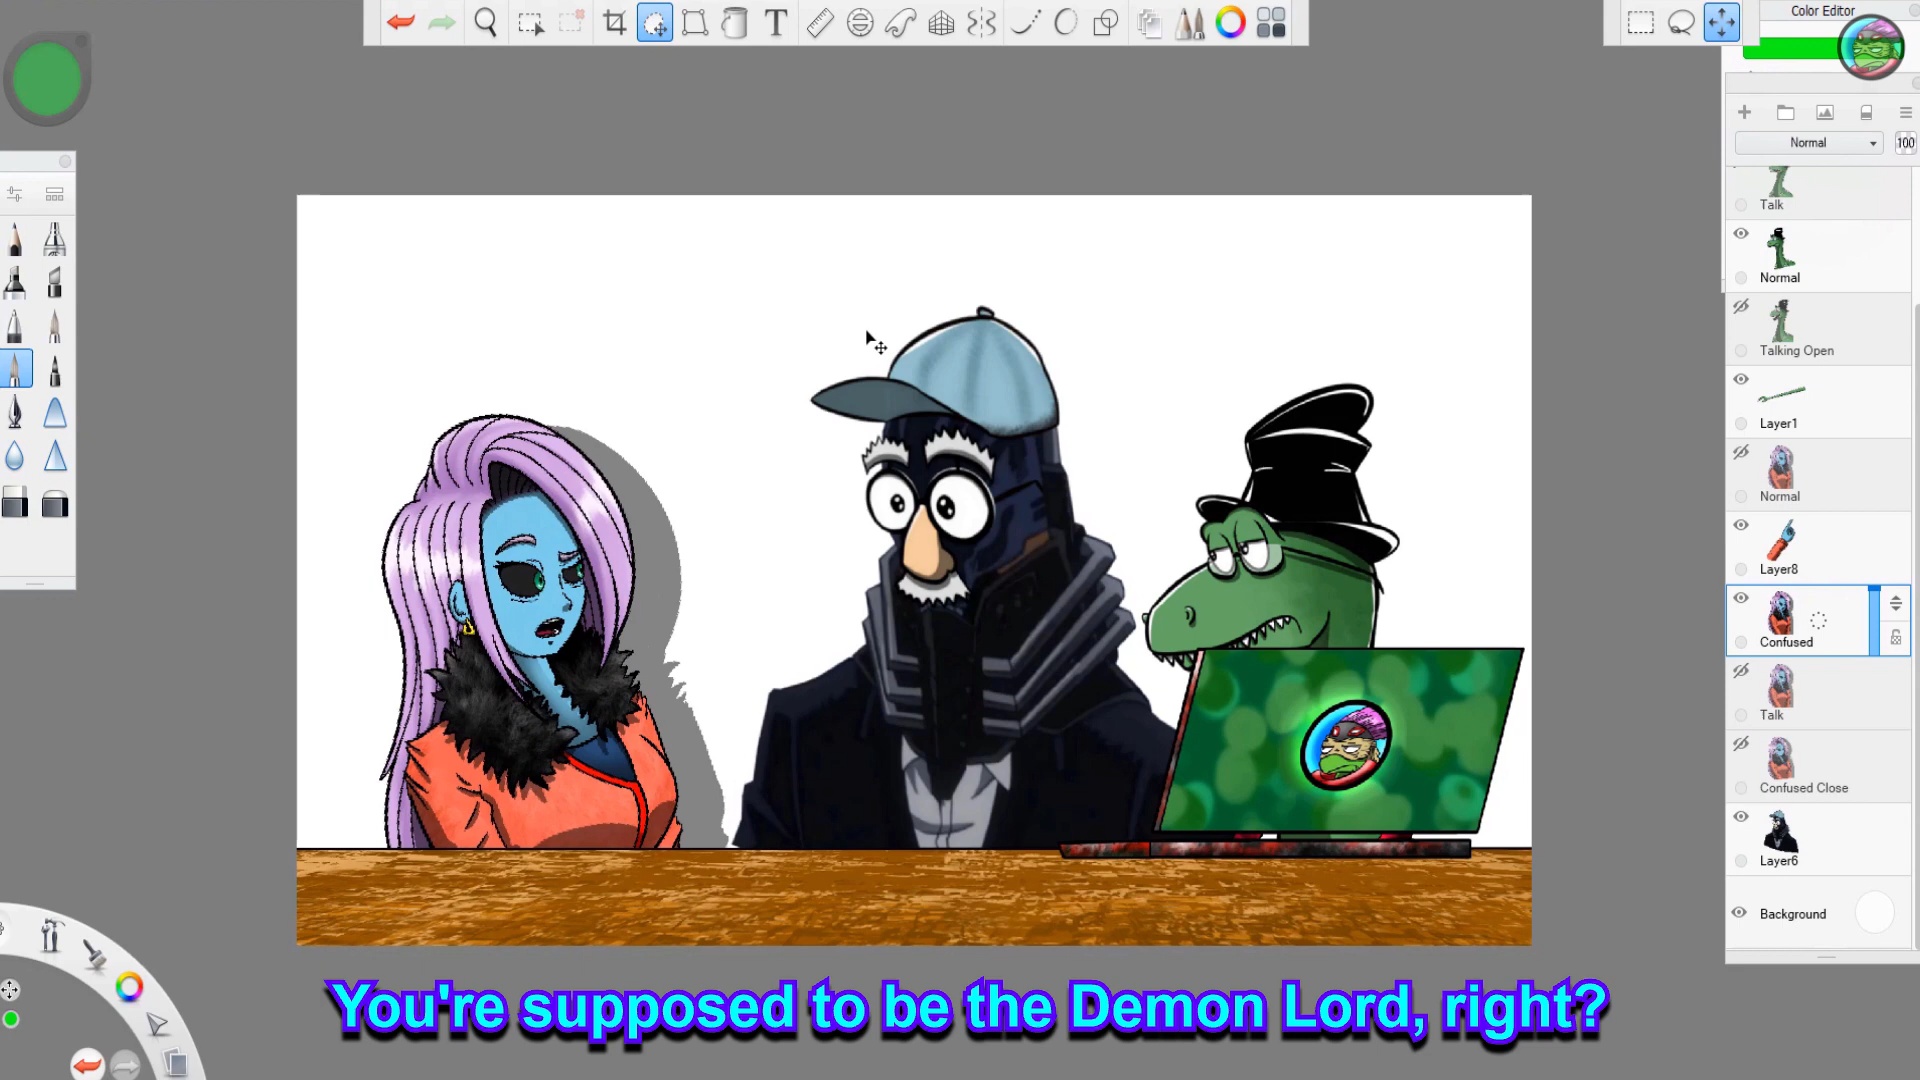 Color Editor
Normal
100
Talk
Normal
Talking Open
Layer1
Normal
Layer8
Confused
Talk
Confused Close
Layer6
Background
You're supposed to be the Demon Lord, right?